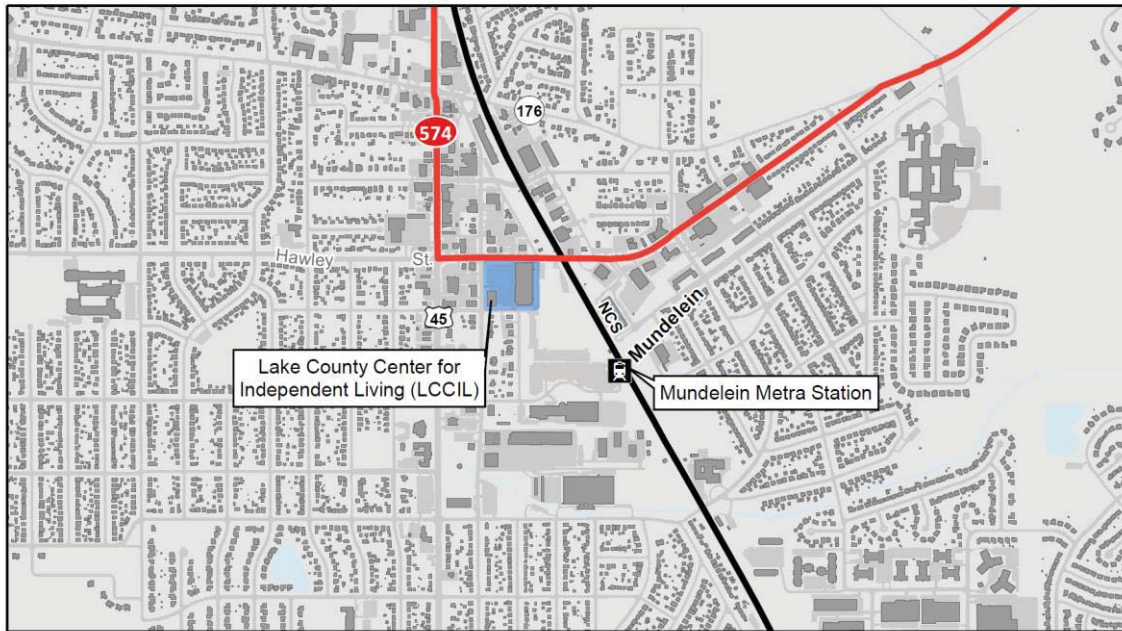 176
574
Hawley St.
45
NCS
Mundelein
Lake County Center for
Independent Living (LCCIL)
Mundelein Metra Station